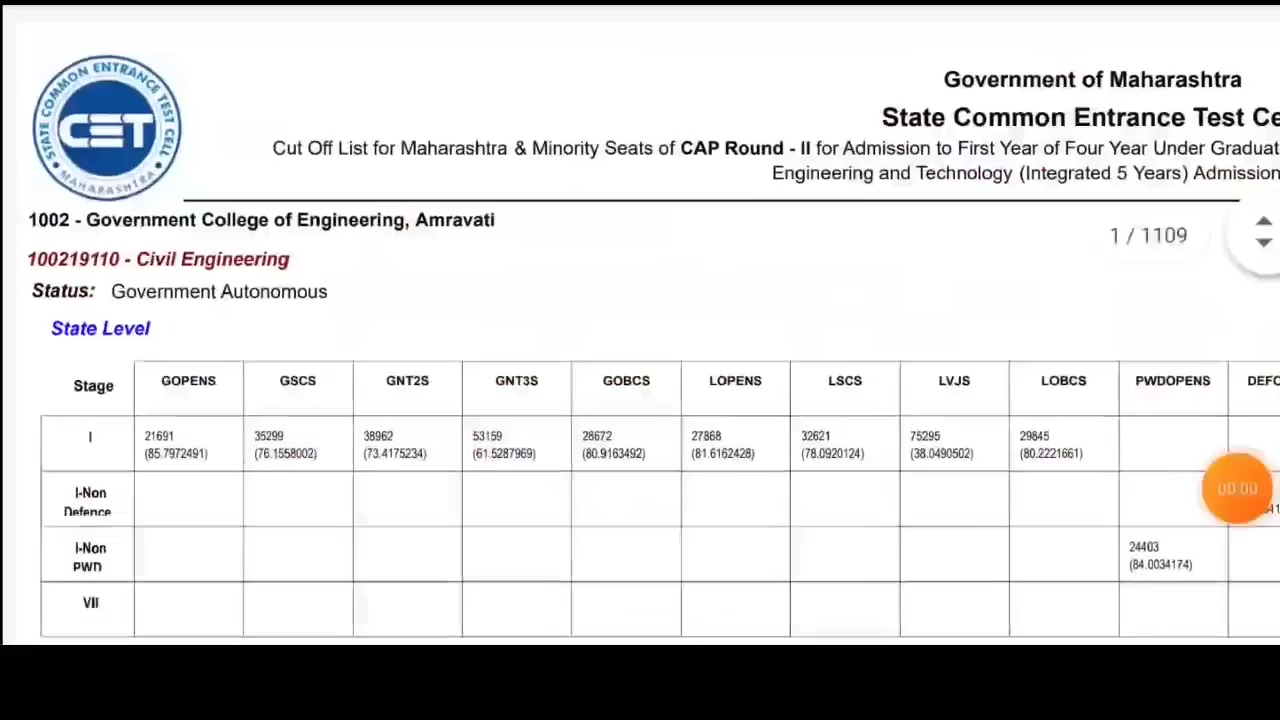 STATE COMMON ENTRANCE TEST CELL
CET
MAHARASHTRA
Government of Maharashtra
State Common Entrance Test Ce
Cut Off List for Maharashtra & Minority Seats of CAP Round - II for Admission to First Year of Four Year Under Graduat
Engineering and Technology (Integrated 5 Years) Admission
1002 - Government College of Engineering, Amravati
1 / 1109
100219110 - Civil Engineering
Status: Government Autonomous
State Level
Stage GOPENS GSCS GNT2S GNT3S GOBCS LOPENS LSCS LVJS LOBCS PWDOPENS DEFC
I 21691 35299 38962 53159 28672 27868 32621 75295 29845
(85.7972491) (76.1558002) (73.4175234) (61.5287969) (80.9163492) (81.6162428) (78.0920124) (38.0490502) (80.2221661)
00:00
I-Non
Defence
I-Non 24403
PWD (84.0034174)
VII